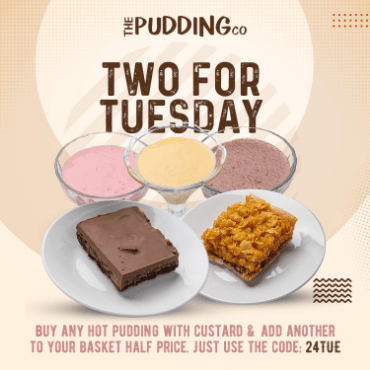 THE PUDDING CO
TWO FOR
TUESDAY
BUY ANY HOT PUDDING WITH CUSTARD & ADD ANOTHER
TO YOUR BASKET HALF PRICE. JUST USE THE CODE: 24TUE